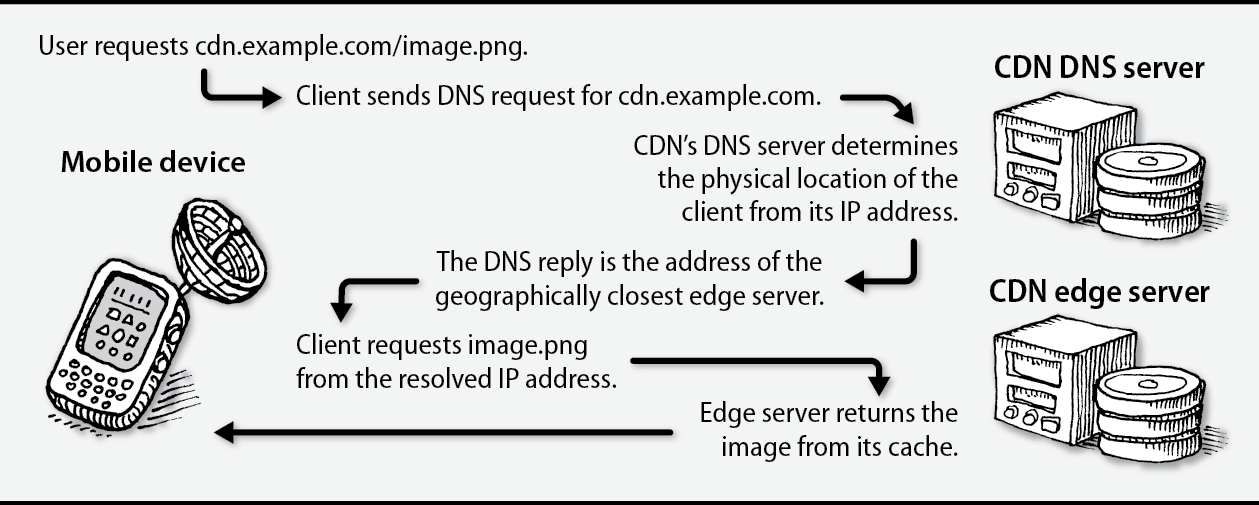 User requests cdn.example.com/image.png.
Client sends DNS request for cdn.example.com.
CDN DNS server
CDN’s DNS server determines
the physical location of the
client from its IP address.
Mobile device
The DNS reply is the address of the
geographically closest edge server.
CDN edge server
Client requests image.png
from the resolved IP address.
Edge server returns the
image from its cache.